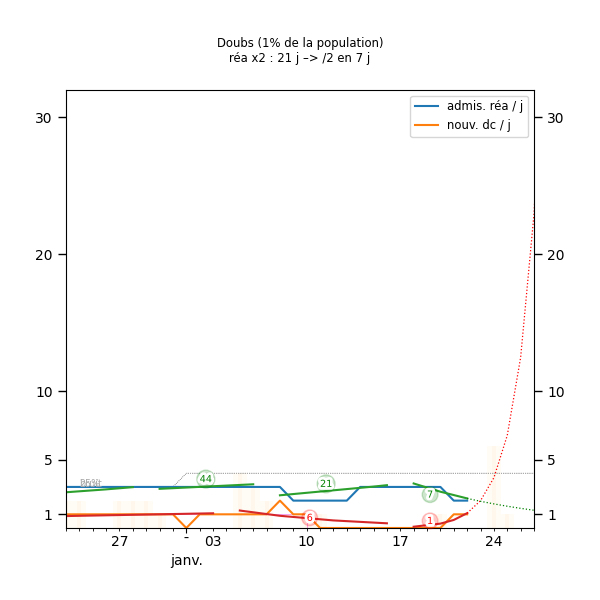 Doubs (1% de la population)
réa x2 : 21 j –> /2 en 7 j
admis. réa / j
nouv. dc / j
30 30
20 20
10 10
5 5
1 1
44
21
7
6
1
27 - 03 10 17 24
janv.